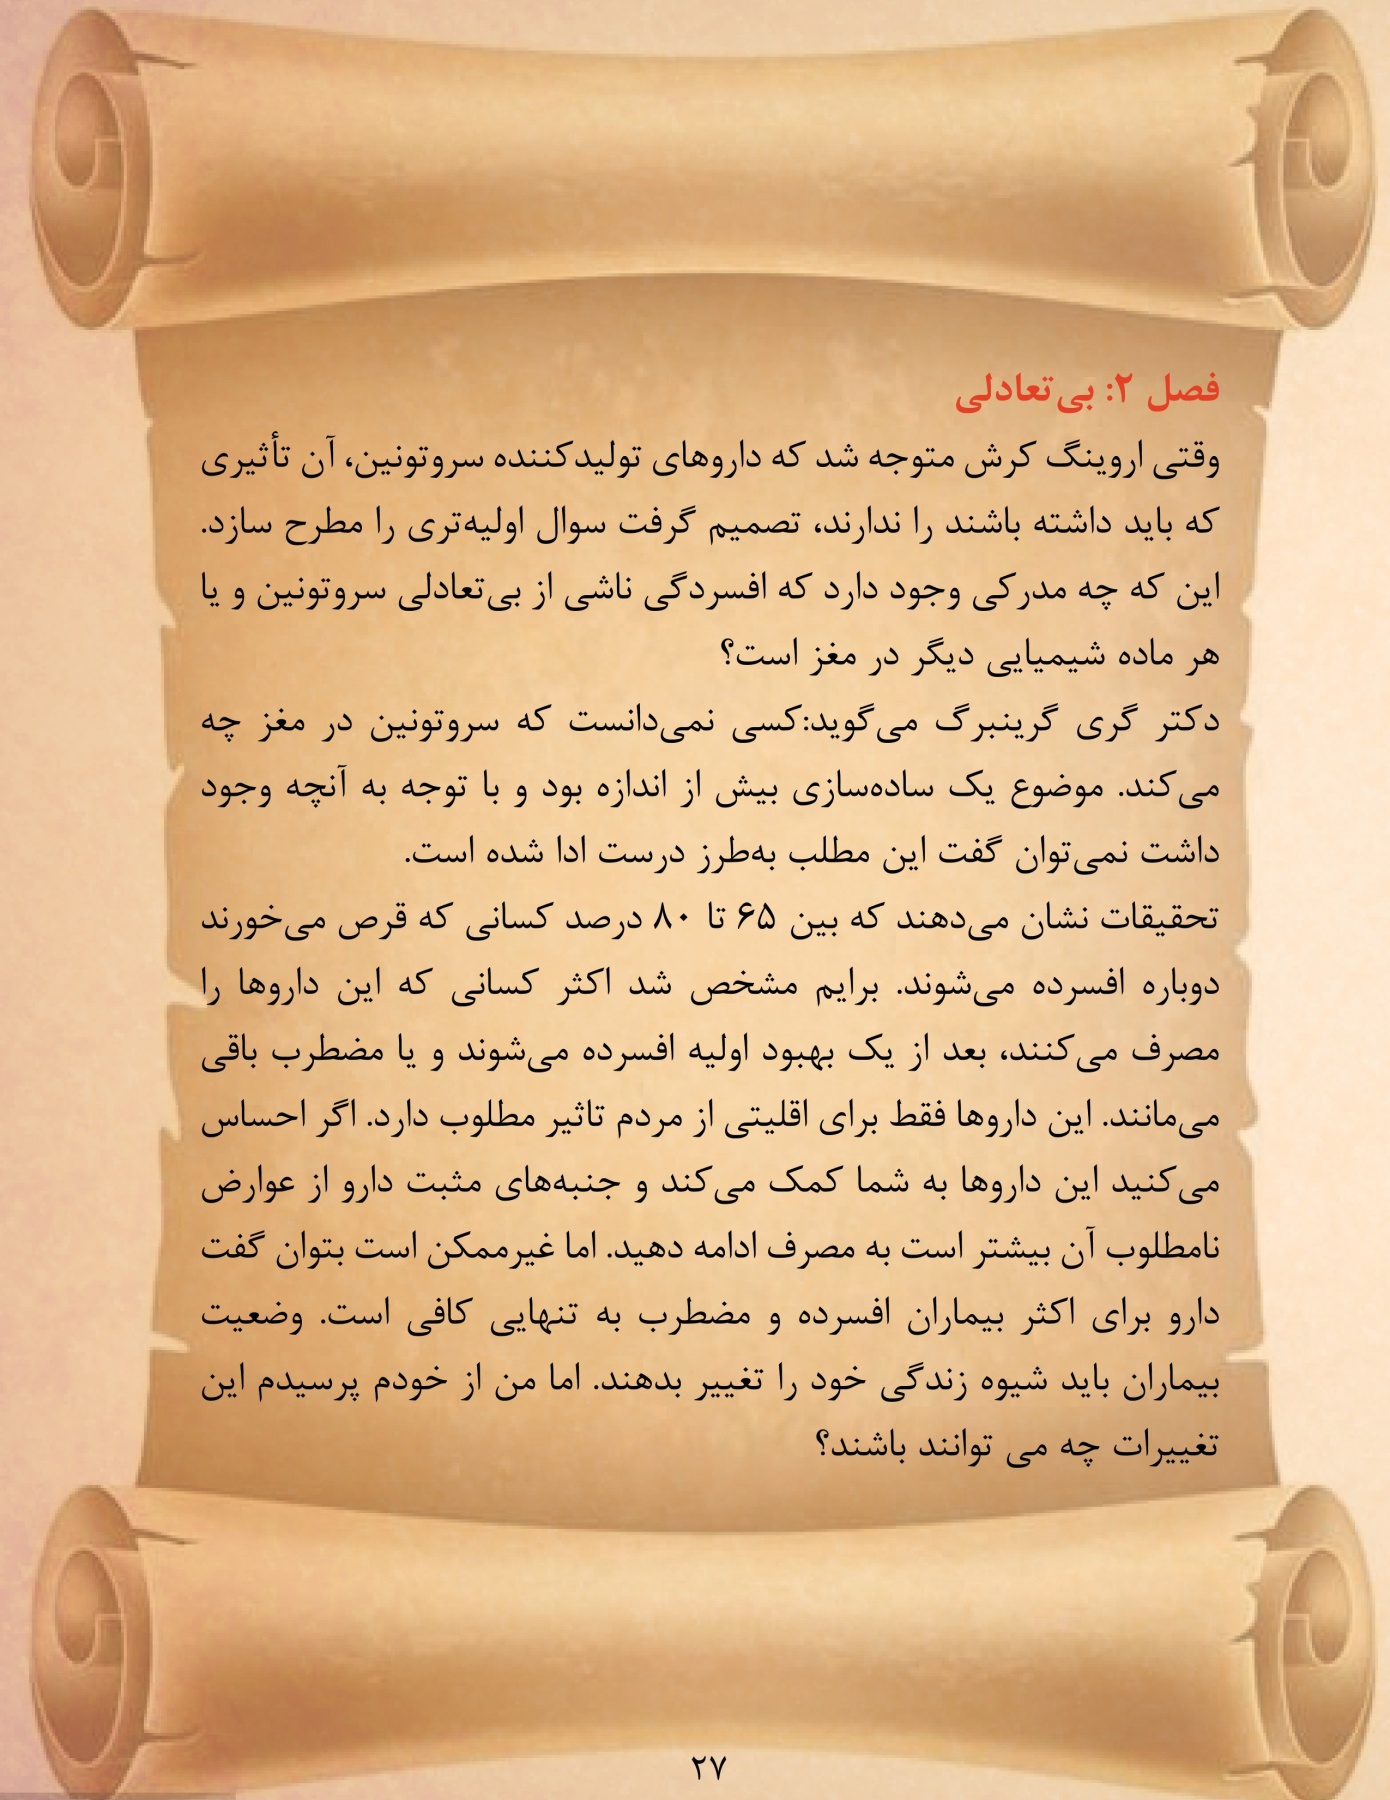 فصل ۲: بی‌تعادلی
وقتی اروینگ کرش متوجه شد که داروهای تولیدکننده سروتونین، آن تأثیری
که باید داشته باشند را ندارند، تصمیم گرفت سوال اولیه‌تری را مطرح سازد.
این که چه مدرکی وجود دارد که افسردگی ناشی از بی‌تعادلی سروتونین و یا
هر ماده شیمیایی دیگر در مغز است؟
دکتر گری گرینبرگ می‌گوید:کسی نمی‌دانست که سروتونین در مغز چه
می‌کند. موضوع یک ساده‌سازی بیش از اندازه بود و با توجه به آنچه وجود
داشت نمی‌توان گفت این مطلب به‌طرز درست ادا شده است.
تحقیقات نشان می‌دهند که بین ۶۵ تا ۸۰ درصد کسانی که قرص می‌خورند
دوباره افسرده می‌شوند. برایم مشخص شد اکثر کسانی که این داروها را
مصرف می‌کنند، بعد از یک بهبود اولیه افسرده می‌شوند و یا مضطرب باقی
می‌مانند. این داروها فقط برای اقلیتی از مردم تاثیر مطلوب دارد. اگر احساس
می‌کنید این داروها به شما کمک می‌کند و جنبه‌های مثبت دارو از عوارض
نامطلوب آن بیشتر است به مصرف ادامه دهید. اما غیرممکن است بتوان گفت
دارو برای اکثر بیماران افسرده و مضطرب به تنهایی کافی است. وضعیت
بیماران باید شیوه زندگی خود را تغییر بدهند. اما من از خودم پرسیدم این
تغییرات چه می توانند باشند؟
۲۷